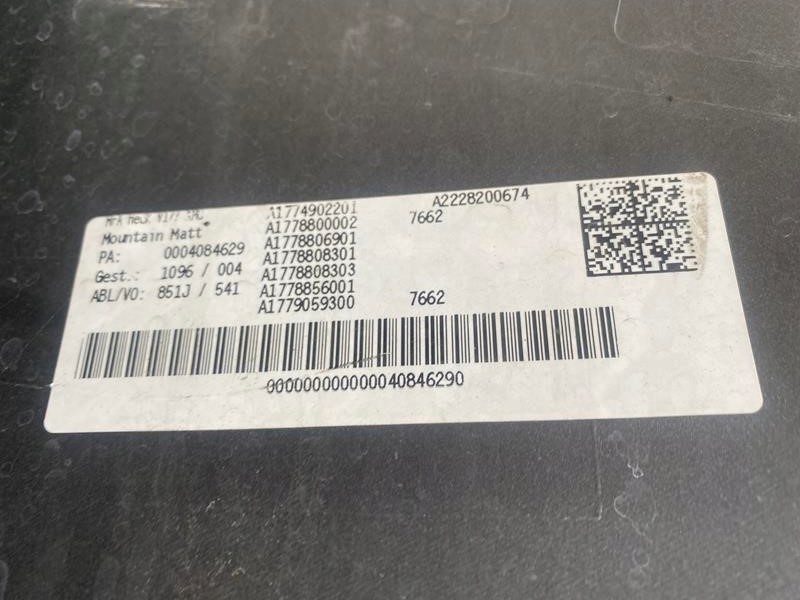 A1774902201 A2228200674
Mountain Matt* A1778800002 7662
PA: 0004084629 A1778806901
A1778808301
Gest.: 1096 / 004 A1778808303
ABL/VO: 851J / 541 A1778856001
A1779059300 7662
000000000000040846290